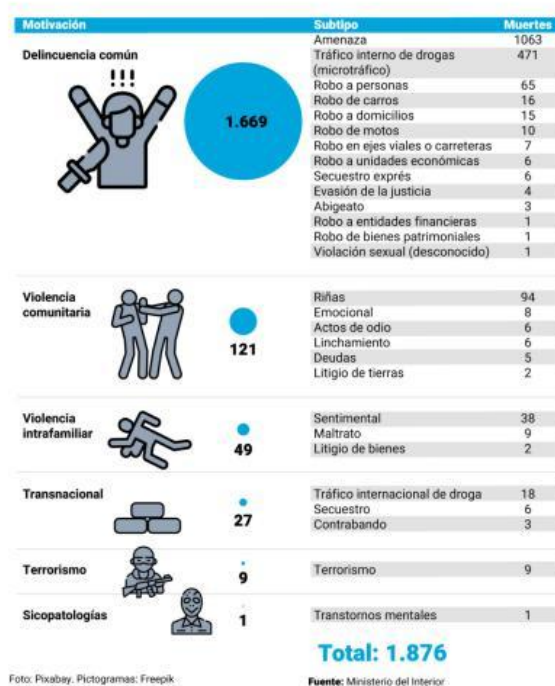 Motivación Subtipo Muertes
Delincuencia común
!!!
1.669
Amenaza 1063
Tráfico interno de drogas 471
(microtráfico)
Robo a personas 65
Robo de carros 16
Robo a domicilios 15
Robo de motos 10
Robo en ejes viales o carreteras 7
Robo a unidades económicas 6
Secuestro exprés 6
Evasión de la justicia 4
Abigeato 3
Robo a entidades financieras 1
Robo de bienes patrimoniales 1
Violación sexual (desconocido) 1
Violencia
comunitaria
121
Riñas 94
Emocional 8
Actos de odio 6
Linchamiento 6
Deudas 5
Litigio de tierras 2
Violencia
intrafamiliar
49
Sentimental 38
Maltrato 9
Litigio de bienes 2
Transnacional
27
Tráfico internacional de droga 18
Secuestro 6
Contrabando 3
Terrorismo
9
Terrorismo 9
Sicopatologías
1
Transtornos mentales 1
Total: 1.876
Foto: Pixabay. Pictogramas: Freepik
Fuente: Ministerio del Interior